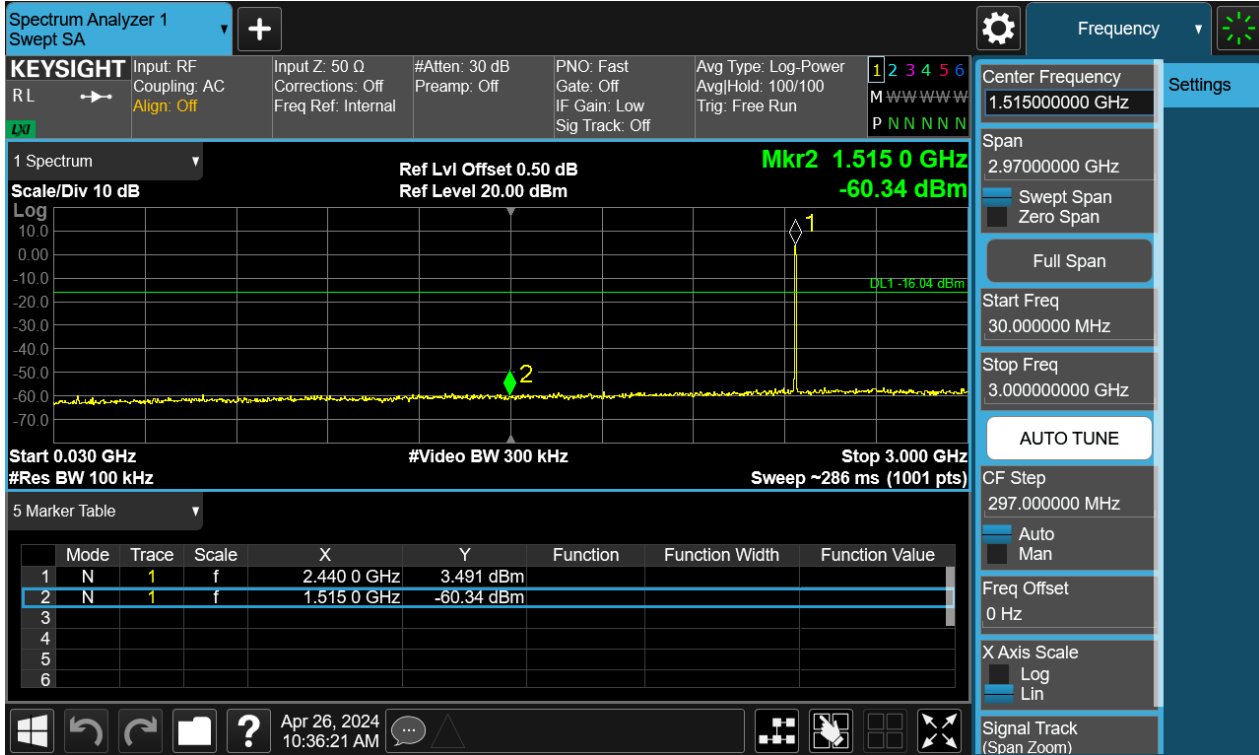 Spectrum Analyzer 1
Swept SA
Frequency
KEYSIGHT
R L
LXI
Input: RF
Coupling: AC
Align: Off
Input Z: 50 Ω
Corrections: Off
Freq Ref: Internal
#Atten: 30 dB
Preamp: Off
PNO: Fast
Gate: Off
IF Gain: Low
Sig Track: Off
Avg Type: Log-Power
Avg|Hold: 100/100
Trig: Free Run
1 2 3 4 5 6
M W W W W W W
P N N N N N
1 Spectrum
Scale/Div 10 dB
Ref Lvl Offset 0.50 dB
Ref Level 20.00 dBm
Mkr2 1.515 0 GHz
-60.34 dBm
Log
10.0
0.00
-10.0
-20.0
-30.0
-40.0
-50.0
-60.0
-70.0
1
DL1 -16.04 dBm
2
Start 0.030 GHz
#Video BW 300 kHz
Stop 3.000 GHz
#Res BW 100 kHz
Sweep ~286 ms (1001 pts)
5 Marker Table
Mode Trace Scale X Y Function Function Width Function Value
1 N 1 f 2.440 0 GHz 3.491 dBm
2 N 1 f 1.515 0 GHz -60.34 dBm
3
4
5
6
Apr 26, 2024
10:36:21 AM
Center Frequency
1.515000000 GHz
Settings
Span
2.97000000 GHz
Swept Span
Zero Span
Full Span
Start Freq
30.000000 MHz
Stop Freq
3.000000000 GHz
AUTO TUNE
CF Step
297.000000 MHz
Auto
Man
Freq Offset
0 Hz
X Axis Scale
Log
Lin
Signal Track
(Span Zoom)